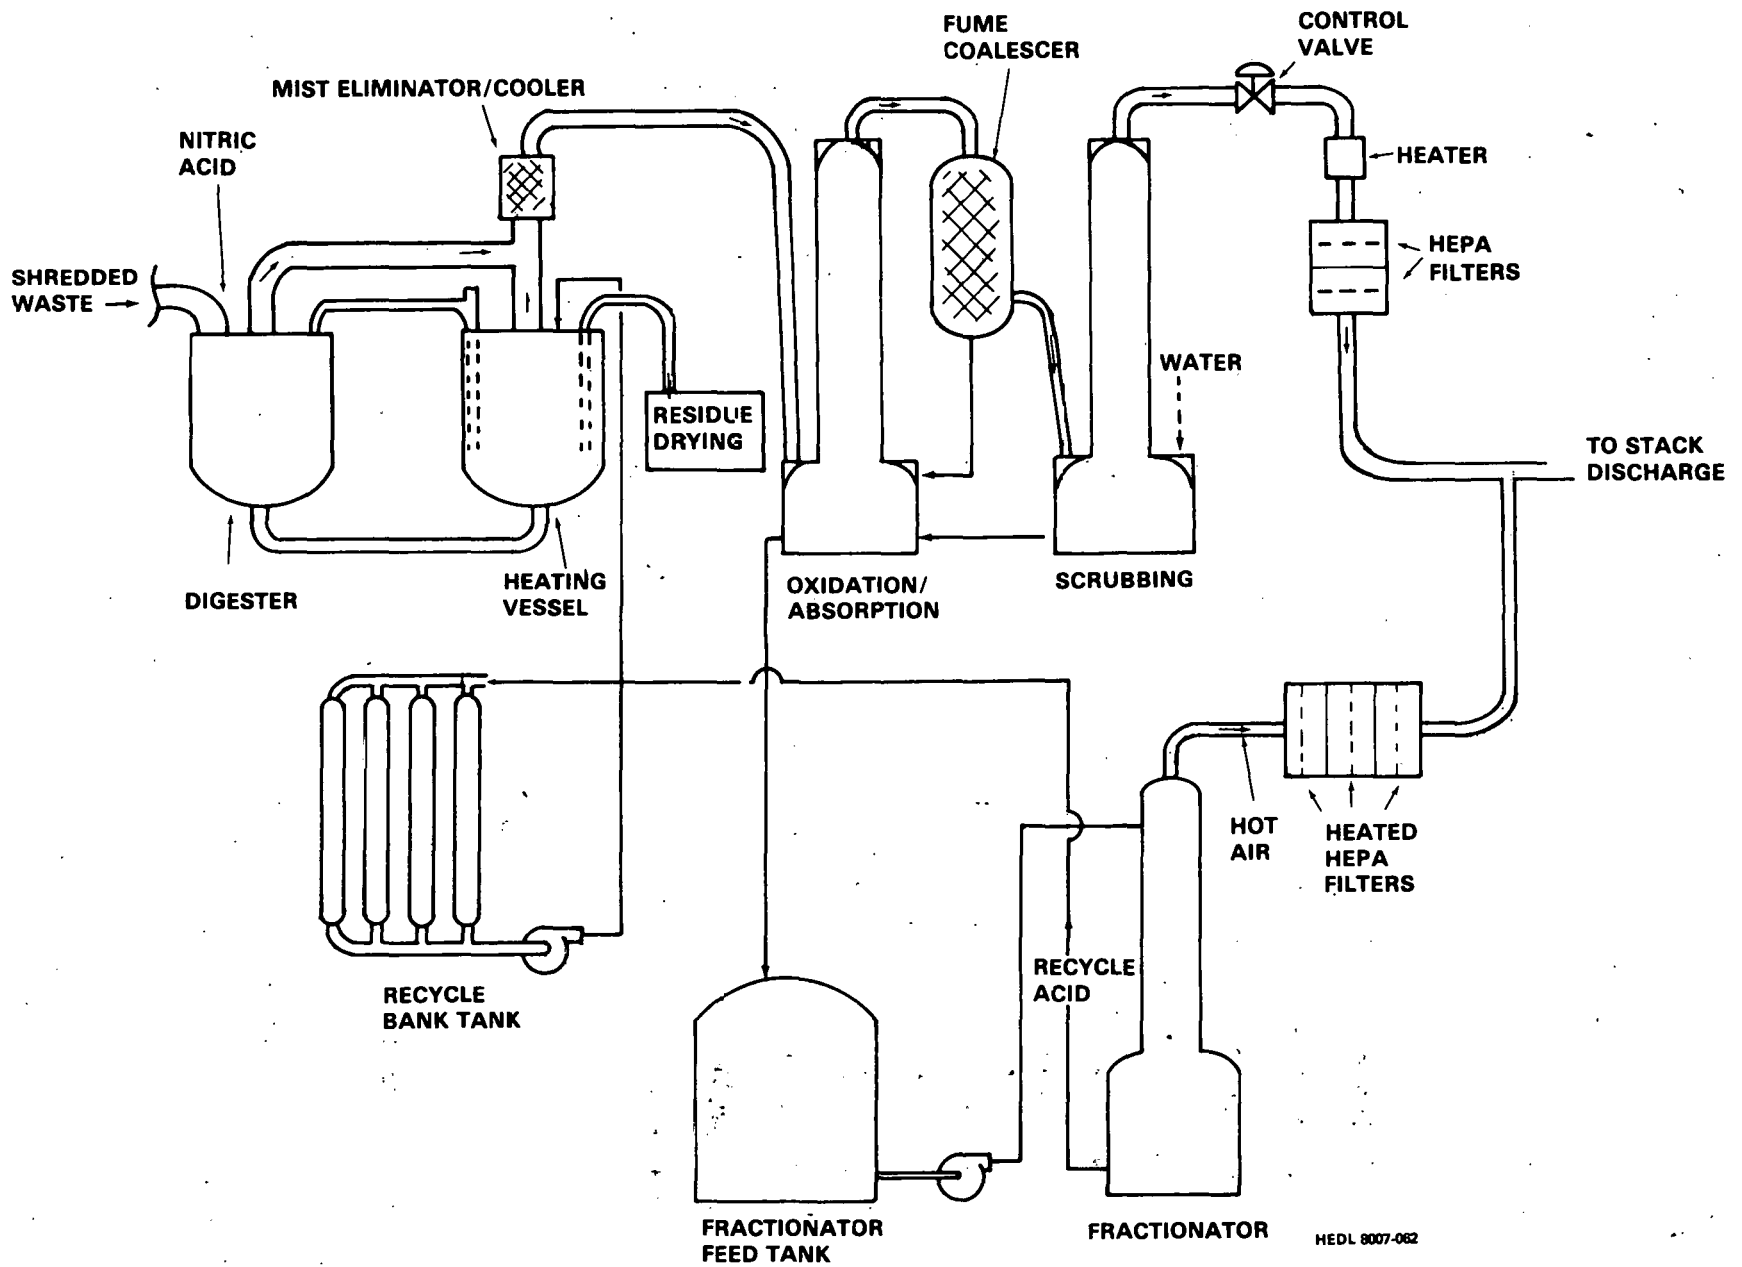 FUME
COALESCER
CONTROL
VALVE
MIST ELIMINATOR/COOLER
NITRIC
ACID
HEATER
SHREDDED
WASTE
HEPA
FILTERS
WATER
RESIDUE
DRYING
TO STACK
DISCHARGE
DIGESTER
HEATING
VESSEL
OXIDATION/
ABSORPTION
SCRUBBING
HOT
AIR
HEATED
HEPA
FILTERS
RECYCLE
ACID
RECYCLE
BANK TANK
FRACTIONATOR
FEED TANK
FRACTIONATOR
HEDL 8007-062